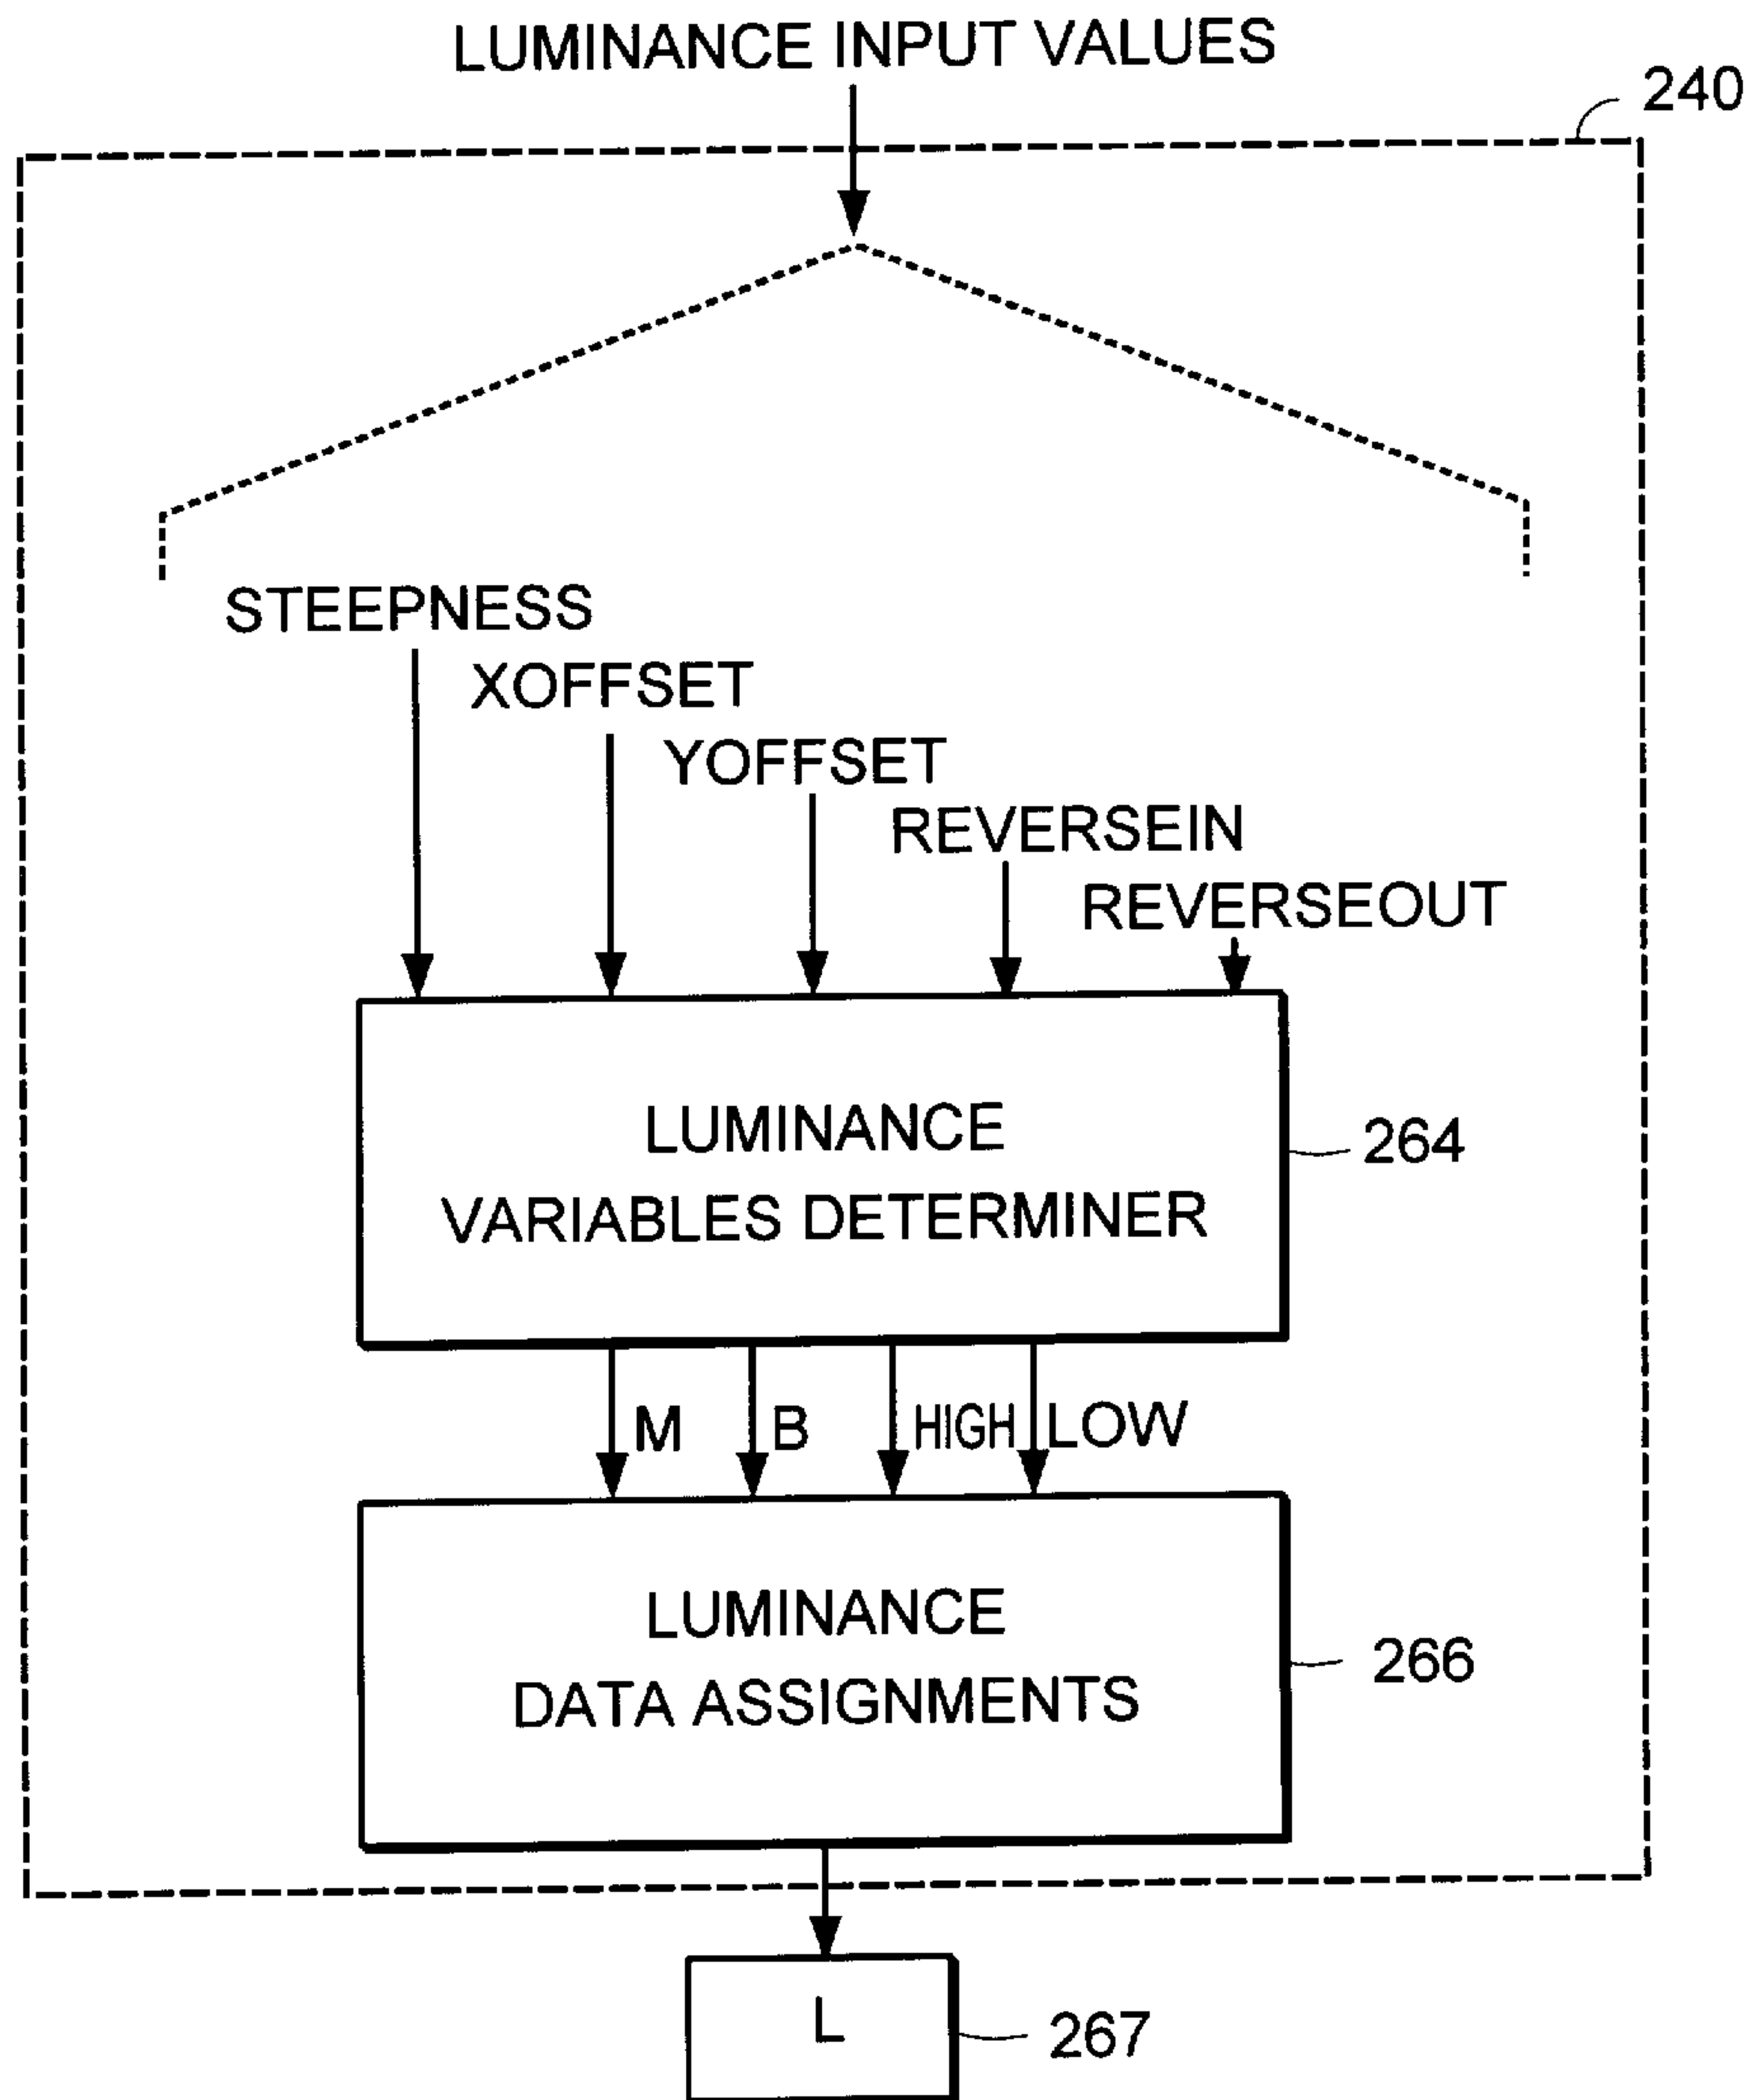 LUMINANCE INPUT VALUES
240
STEEPNESS
XOFFSET
YOFFSET
REVERSEIN
REVERSEOUT
LUMINANCE
VARIABLES DETERMINER
264
M B HIGH LOW
LUMINANCE
DATA ASSIGNMENTS
266
L
267